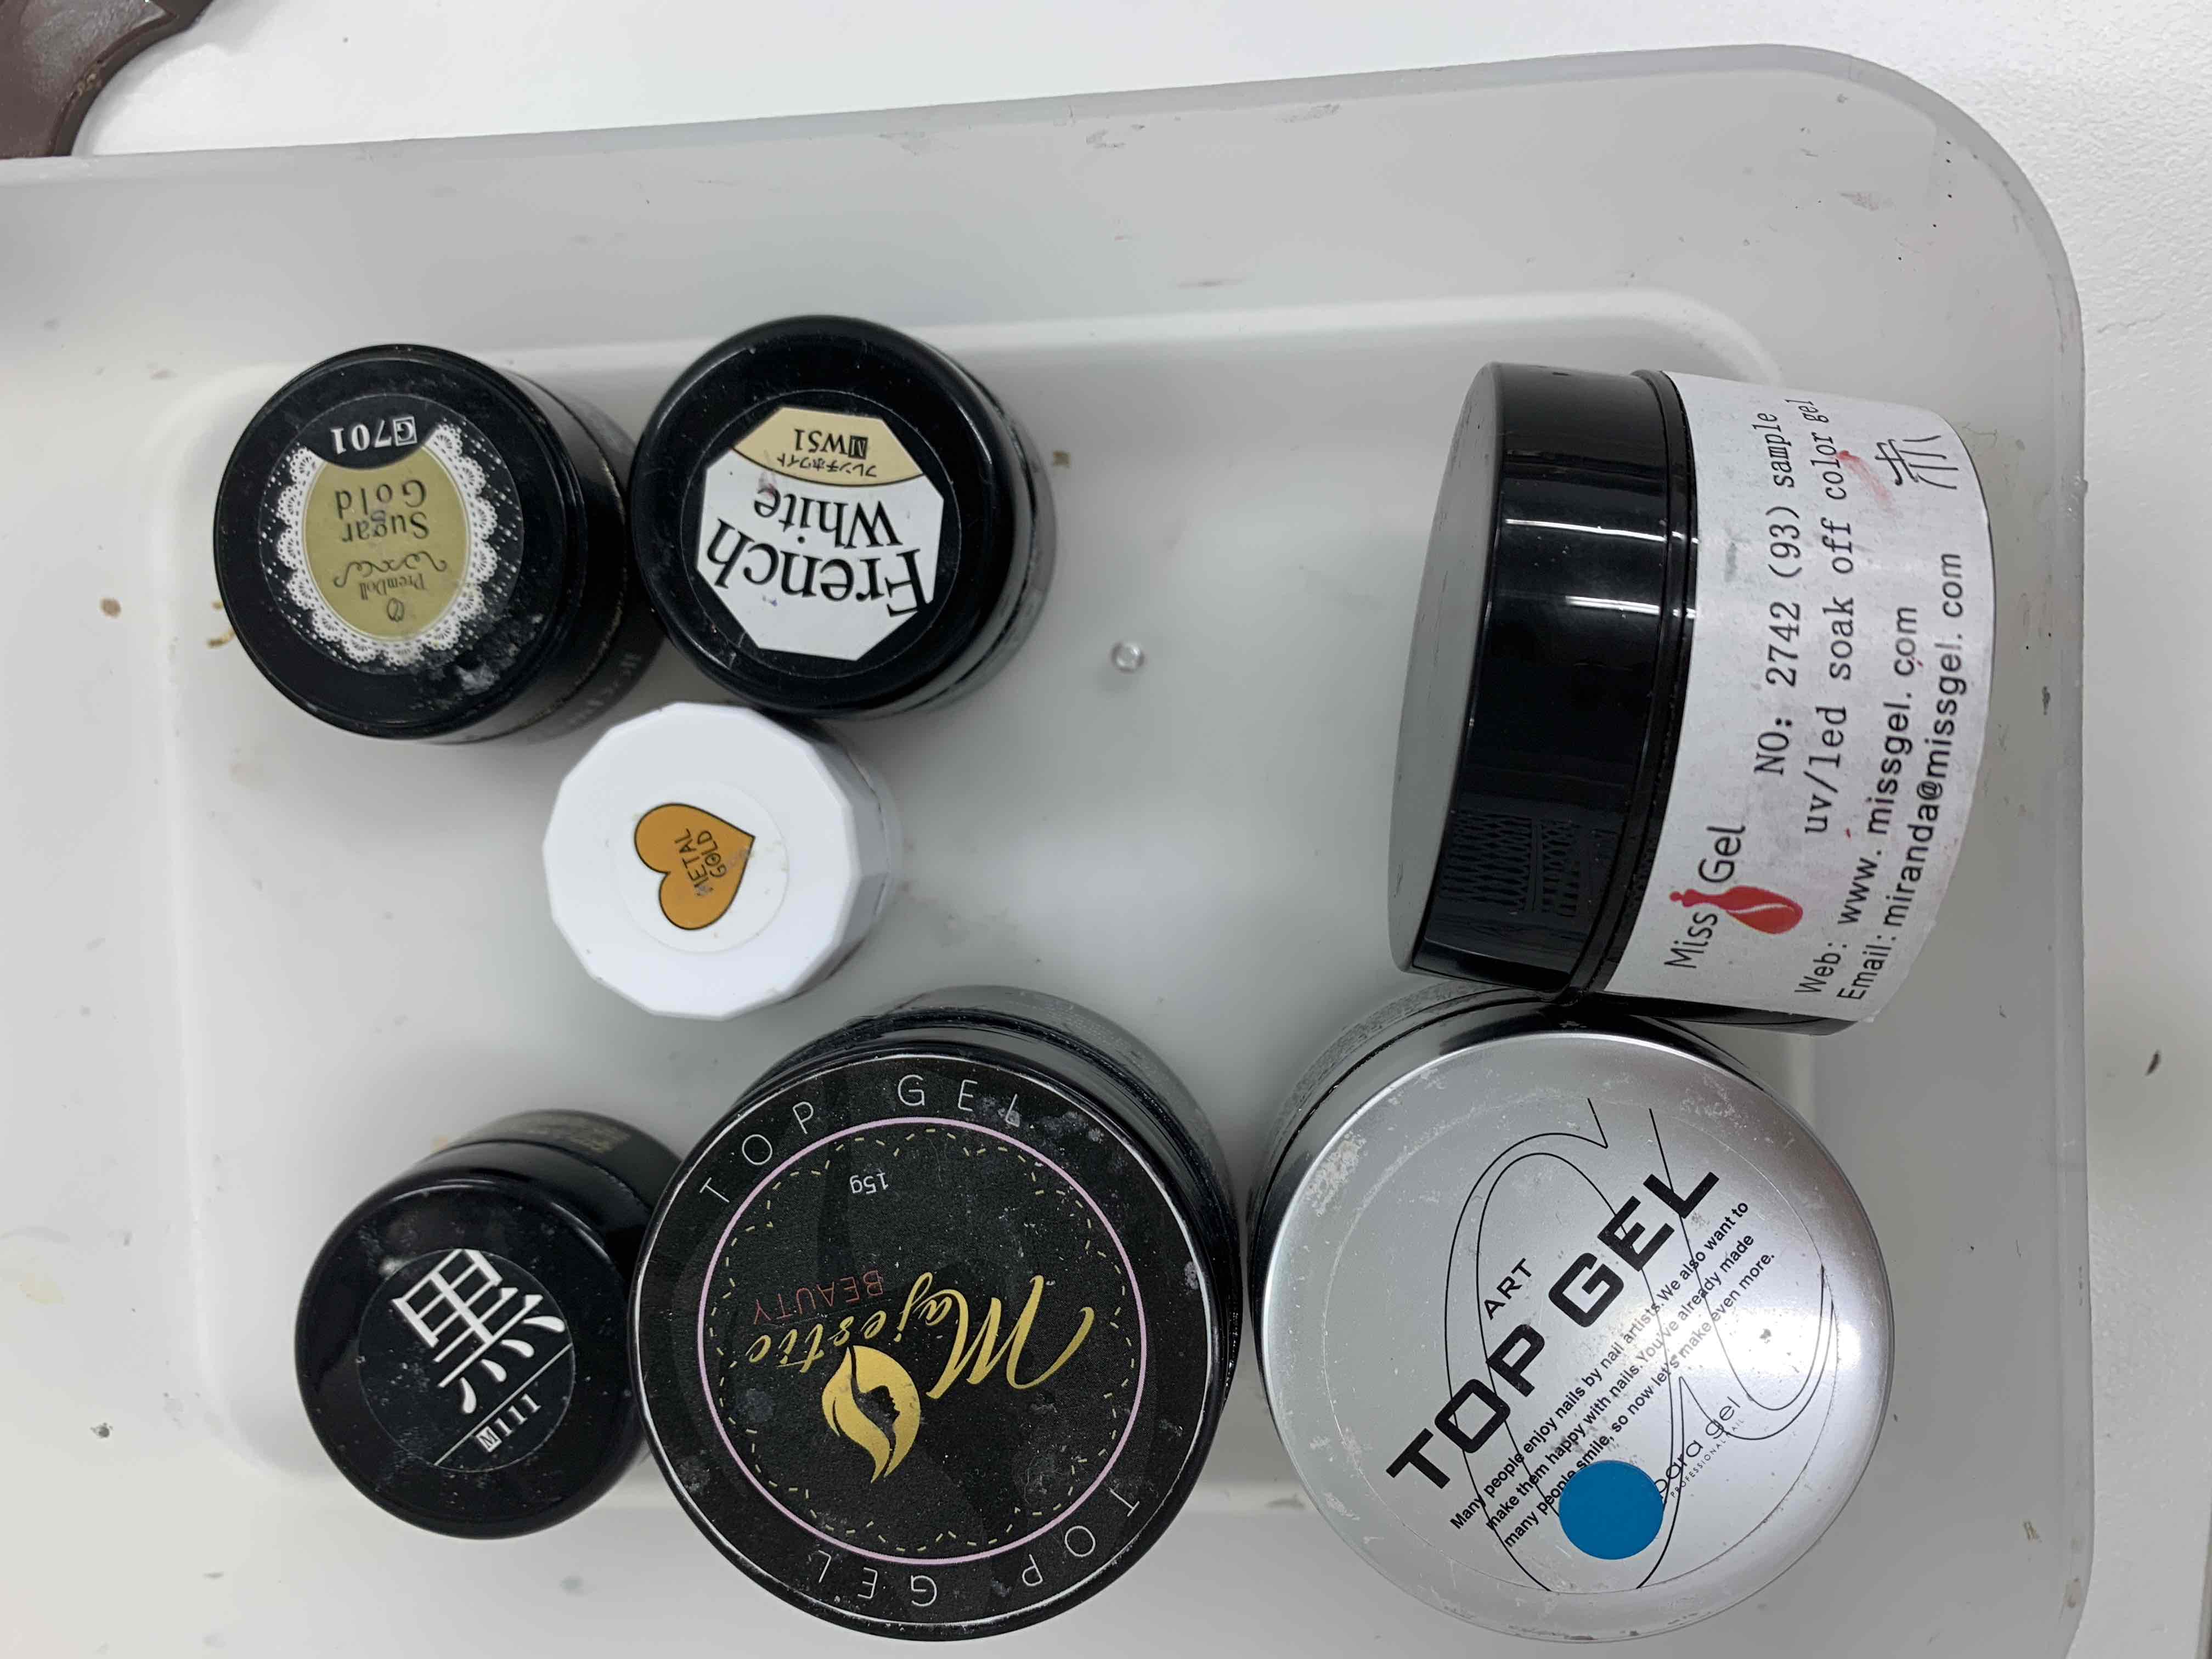 黒
M111
PremDoll
Sugar
Gold
G701
METAL
GOLD
French
White
フレンチホワイト
MW51
TOP GEL
Majestic
BEAUTY
15g
TOP GEL
ART
TOP GEL
Many people enjoy nails by nail artists. We also want to
make them happy with nails. You've already made
many people smile, so now let's make even more.
para gel
PROFESSIONAL NAIL
Miss Gel
NO: 2742 (93) sample
uv/led soak off color gel
Web: www. missgel. com
Email: miranda@missgel. com
赤